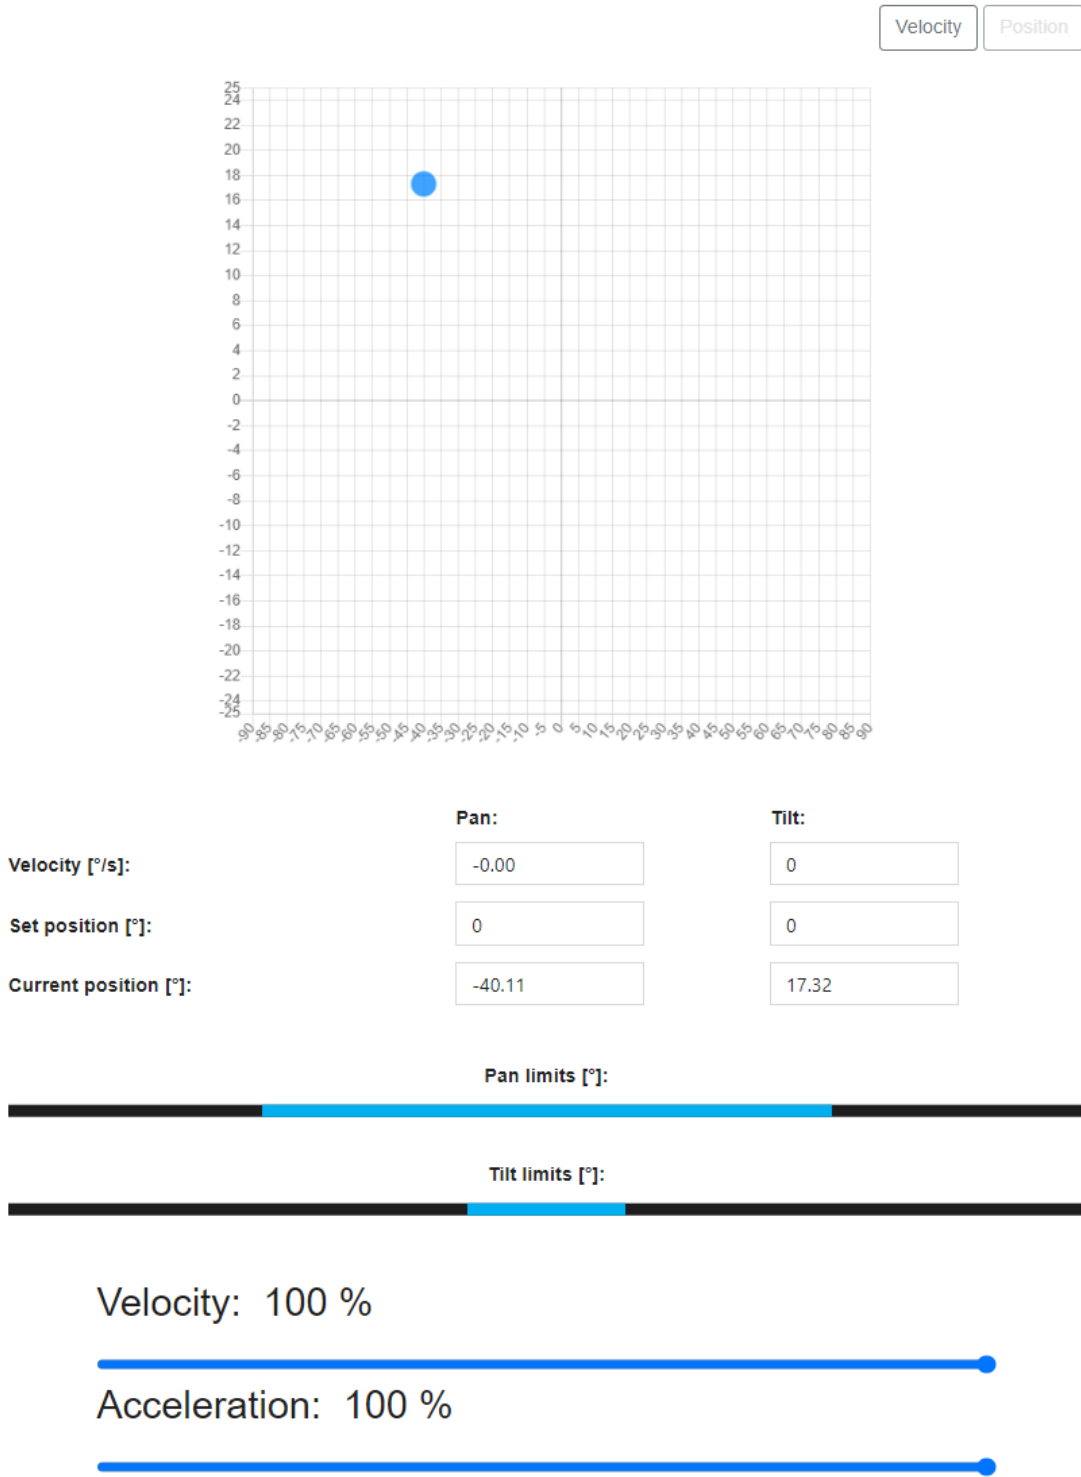 Velocity Position
25
24
22
20
18
16
14
12
10
8
6
4
2
0
-2
-4
-6
-8
-10
-12
-14
-16
-18
-20
-22
-24
-25
-90 -85 -80 -75 -70 -65 -60 -55 -50 -45 -40 -35 -30 -25 -20 -15 -10 -5 0 5 10 15 20 25 30 35 40 45 50 55 60 65 70 75 80 85 90
Pan: Tilt:
Velocity [°/s]: -0.00 0
Set position [°]: 0 0
Current position [°]: -40.11 17.32
Pan limits [°]:
Tilt limits [°]:
Velocity: 100 %
Acceleration: 100 %